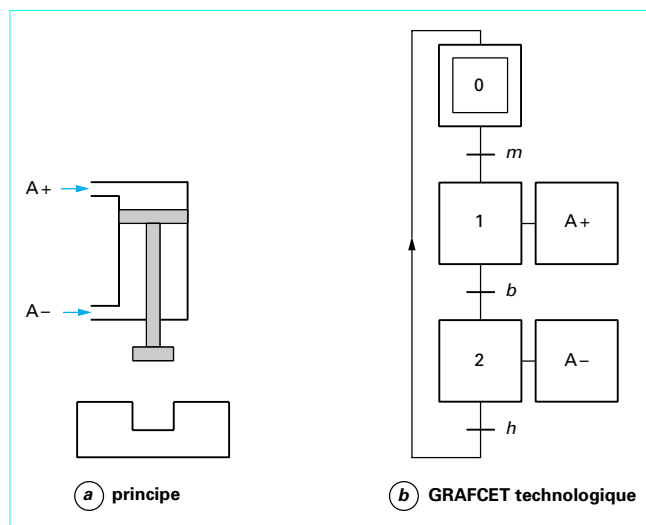 A+
A–
a principe
0
m
1
A+
b
2
A–
h
b GRAFCET technologique